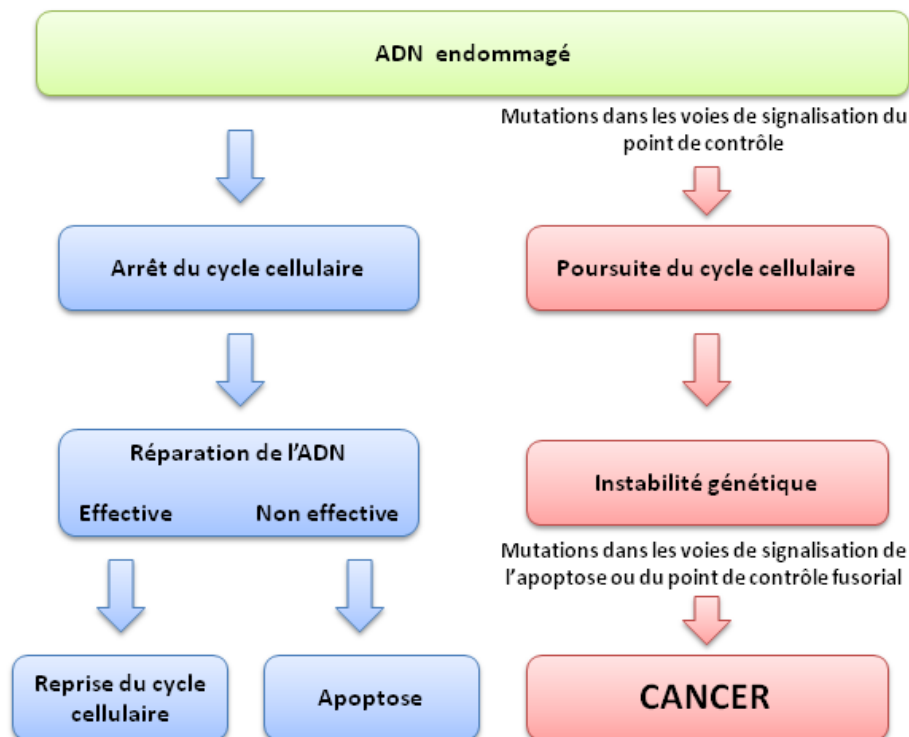 ADN endommagé
Mutations dans les voies de signalisation du
point de contrôle
Arrêt du cycle cellulaire
Poursuite du cycle cellulaire
Réparation de l’ADN
Effective Non effective
Instabilité génétique
Mutations dans les voies de signalisation de
l’apoptose ou du point de contrôle fusorial
Reprise du cycle
cellulaire
Apoptose
CANCER